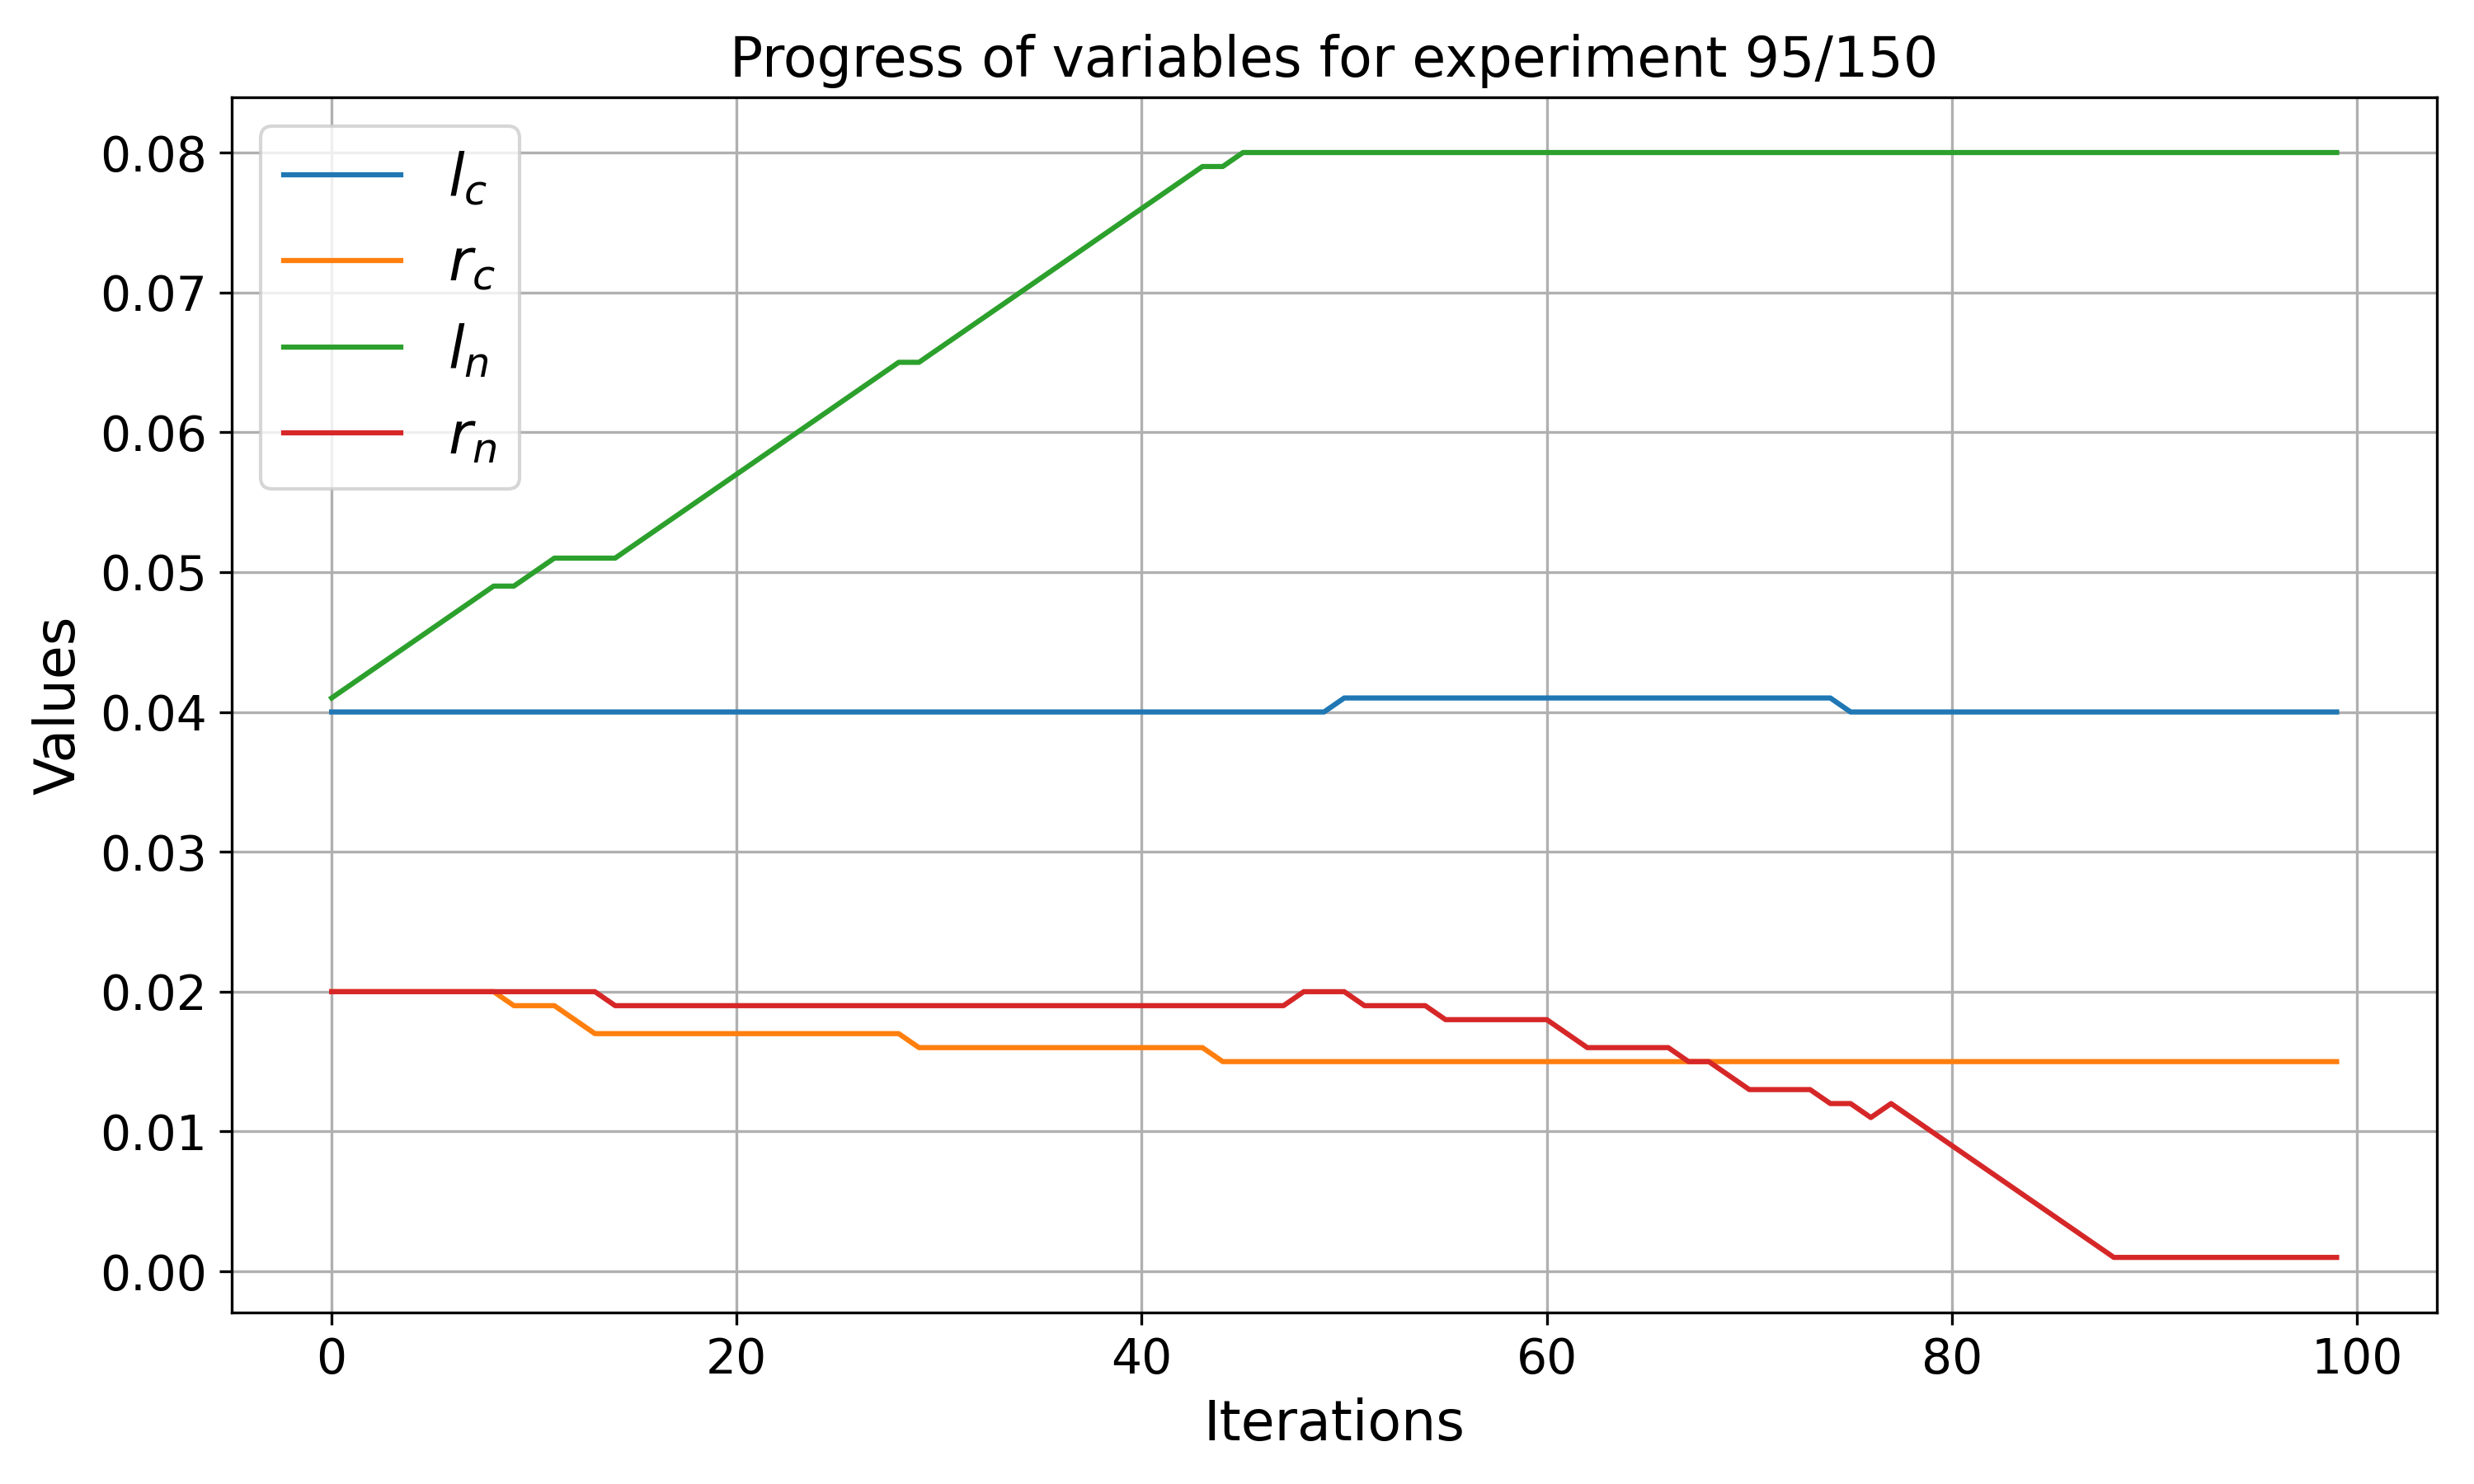 Progress of variables for experiment 95/150
0.08
0.07
0.06
0.05
0.04
0.03
0.02
0.01
0.00
Values
l_c
r_c
l_n
r_n
0 20 40 60 80 100
Iterations